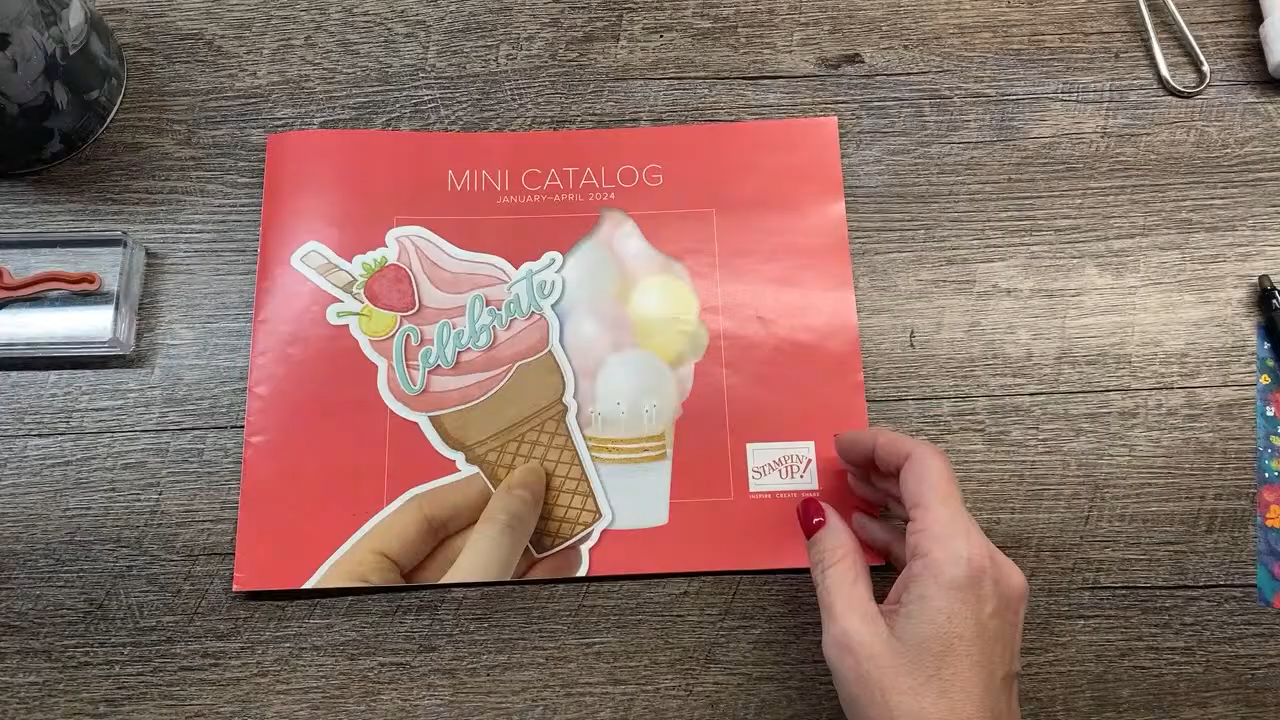 MINI CATALOG
JANUARY–APRIL 2024
Celebrate
STAMPIN'
UP!
INSPIRE CREATE SHARE